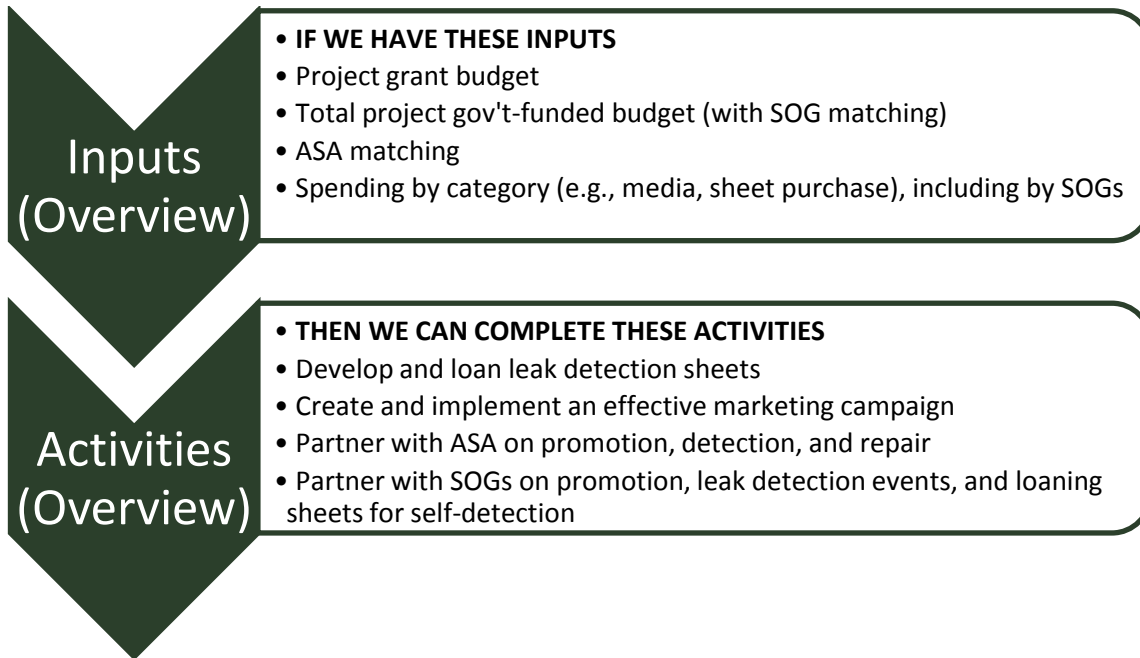 Inputs
(Overview)
• IF WE HAVE THESE INPUTS
• Project grant budget
• Total project gov't-funded budget (with SOG matching)
• ASA matching
• Spending by category (e.g., media, sheet purchase), including by SOGs
Activities
(Overview)
• THEN WE CAN COMPLETE THESE ACTIVITIES
• Develop and loan leak detection sheets
• Create and implement an effective marketing campaign
• Partner with ASA on promotion, detection, and repair
• Partner with SOGs on promotion, leak detection events, and loaning
sheets for self-detection